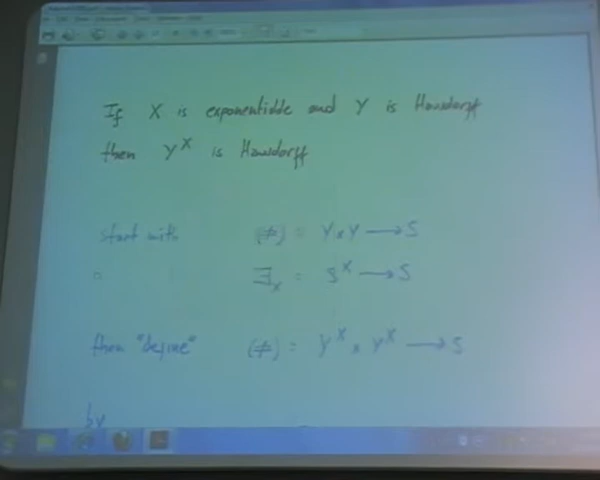 If X is exponentiable and Y is Hausdorff
then Y^X is Hausdorff
start with (≠) : Y × Y → S
∃_X : S^X → S
then "define" (≠) : Y^X × Y^X → S
by